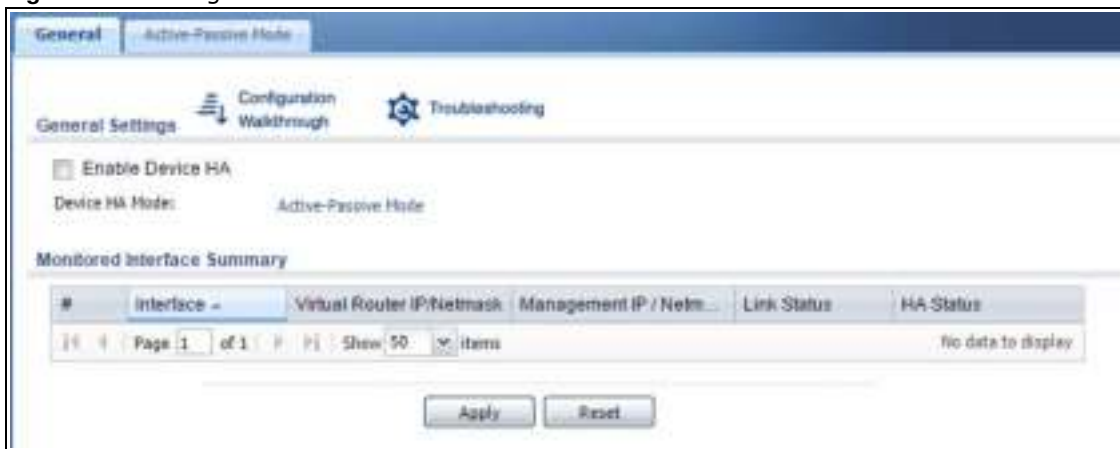 General Active-Passive Mode
General Settings Configuration Walkthrough Troubleshooting
Enable Device HA
Device HA Mode: Active-Passive Mode
Monitored Interface Summary
# Interface Virtual Router IP/Netmask Management IP / Netm... Link Status HA Status
Page 1 of 1 Show 50 items No data to display
Apply Reset